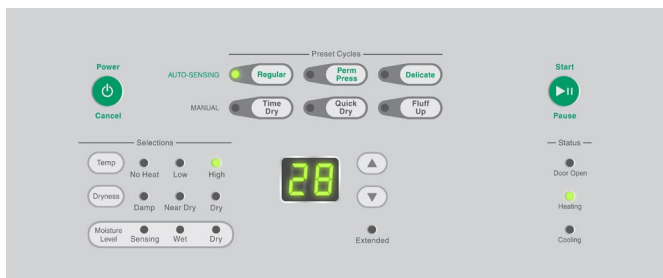 Preset Cycles
Power
AUTO-SENSING Regular Perm Press Delicate
Start
Cancel
MANUAL Time Dry Quick Dry Fluff Up
Pause
Selections
Status
Temp No Heat Low High
Door Open
28
Dryness Damp Near Dry Dry
Heating
Moisture Level Sensing Wet Dry
Extended
Cooling